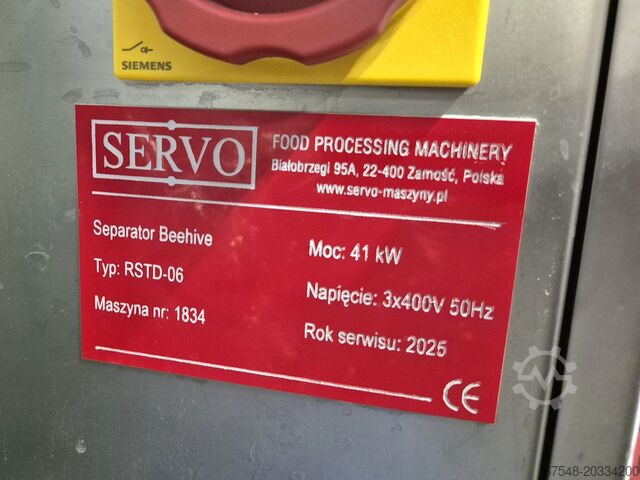 SIEMENS
SERVO
FOOD PROCESSING MACHINERY
Białobrzegi 95A, 22-400 Zamość, Polska
www.servo-maszyny.pl
Separator Beehive
Typ: RSTD-06
Maszyna nr: 1834
Moc: 41 kW
Napięcie: 3x400V 50Hz
Rok serwisu: 2025
CE
67548-20334200